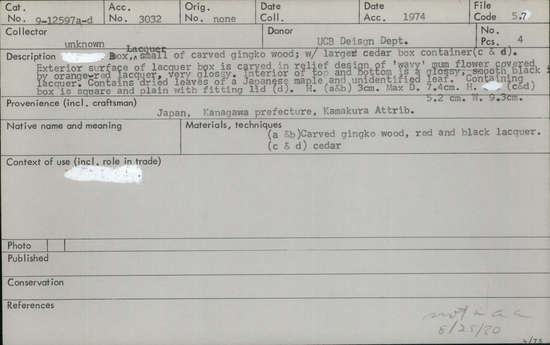 Cat. No. 9-12597a-d Acc. No. 3032 Orig. No. none Date Coll. Acc. Date 1974 File Code 5.7
Collector unknown Donor UCB Deisgn Dept. No. Pcs. 4
Description Lacquer Box, small of carved gingko wood; w/ larger cedar box container(c & d).
Exterior surface of lacquer box is carved in relief design of 'wavy' mum flower covered
by orange-red lacquer, very glossy. Interior of top and bottom is a glossy, smooth black
lacquer. Contains dried leaves of a Japanese maple and unidentified leaf. Containing
box is square and plain with fitting lid (d). H. (a&b) 3cm. Max D. 7.4cm. H. (c&d)
5.2 cm. W. 9.3cm.
Provenience (incl. craftsman)
Japan, Kanagawa prefecture, Kamakura Attrib.
Native name and meaning
Materials, techniques
(a &b)Carved gingko wood, red and black lacquer.
(c & d) cedar
Context of use (incl. role in trade)
Photo
Published
Conservation
References
4/75